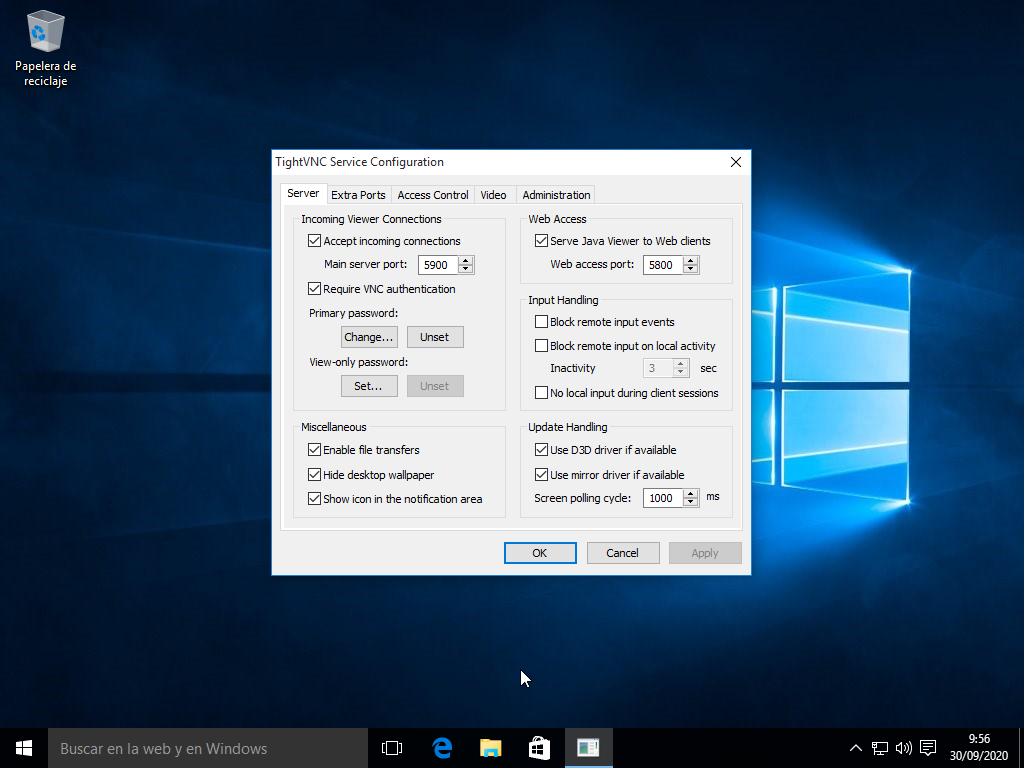 Papelera de
reciclaje
TightVNC Service Configuration
Server Extra Ports Access Control Video Administration
Incoming Viewer Connections
Accept incoming connections
Main server port: 5900
Require VNC authentication
Primary password:
Change... Unset
View-only password:
Set... Unset
Web Access
Serve Java Viewer to Web clients
Web access port: 5800
Input Handling
Block remote input events
Block remote input on local activity
Inactivity 3 sec
No local input during client sessions
Miscellaneous
Enable file transfers
Hide desktop wallpaper
Show icon in the notification area
Update Handling
Use D3D driver if available
Use mirror driver if available
Screen polling cycle: 1000 ms
OK Cancel Apply
Buscar en la web y en Windows
9:56
30/09/2020